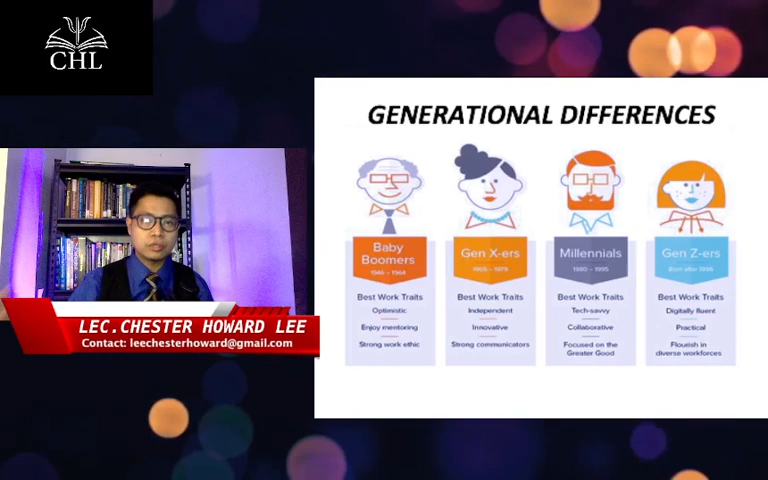 CHL
GENERATIONAL DIFFERENCES
Baby
Boomers
1946 - 1964
Best Work Traits
Optimistic
Enjoy mentoring
Strong work ethic
Gen X-ers
1965 - 1979
Best Work Traits
Independent
Innovative
Strong communicators
Millennials
1980 - 1995
Best Work Traits
Tech-savvy
Collaborative
Focused on the
Greater Good
Gen Z-ers
Born after 1996
Best Work Traits
Digitally fluent
Practical
Flourish in
diverse workforces
LEC.CHESTER HOWARD LEE
Contact: leechesterhoward@gmail.com